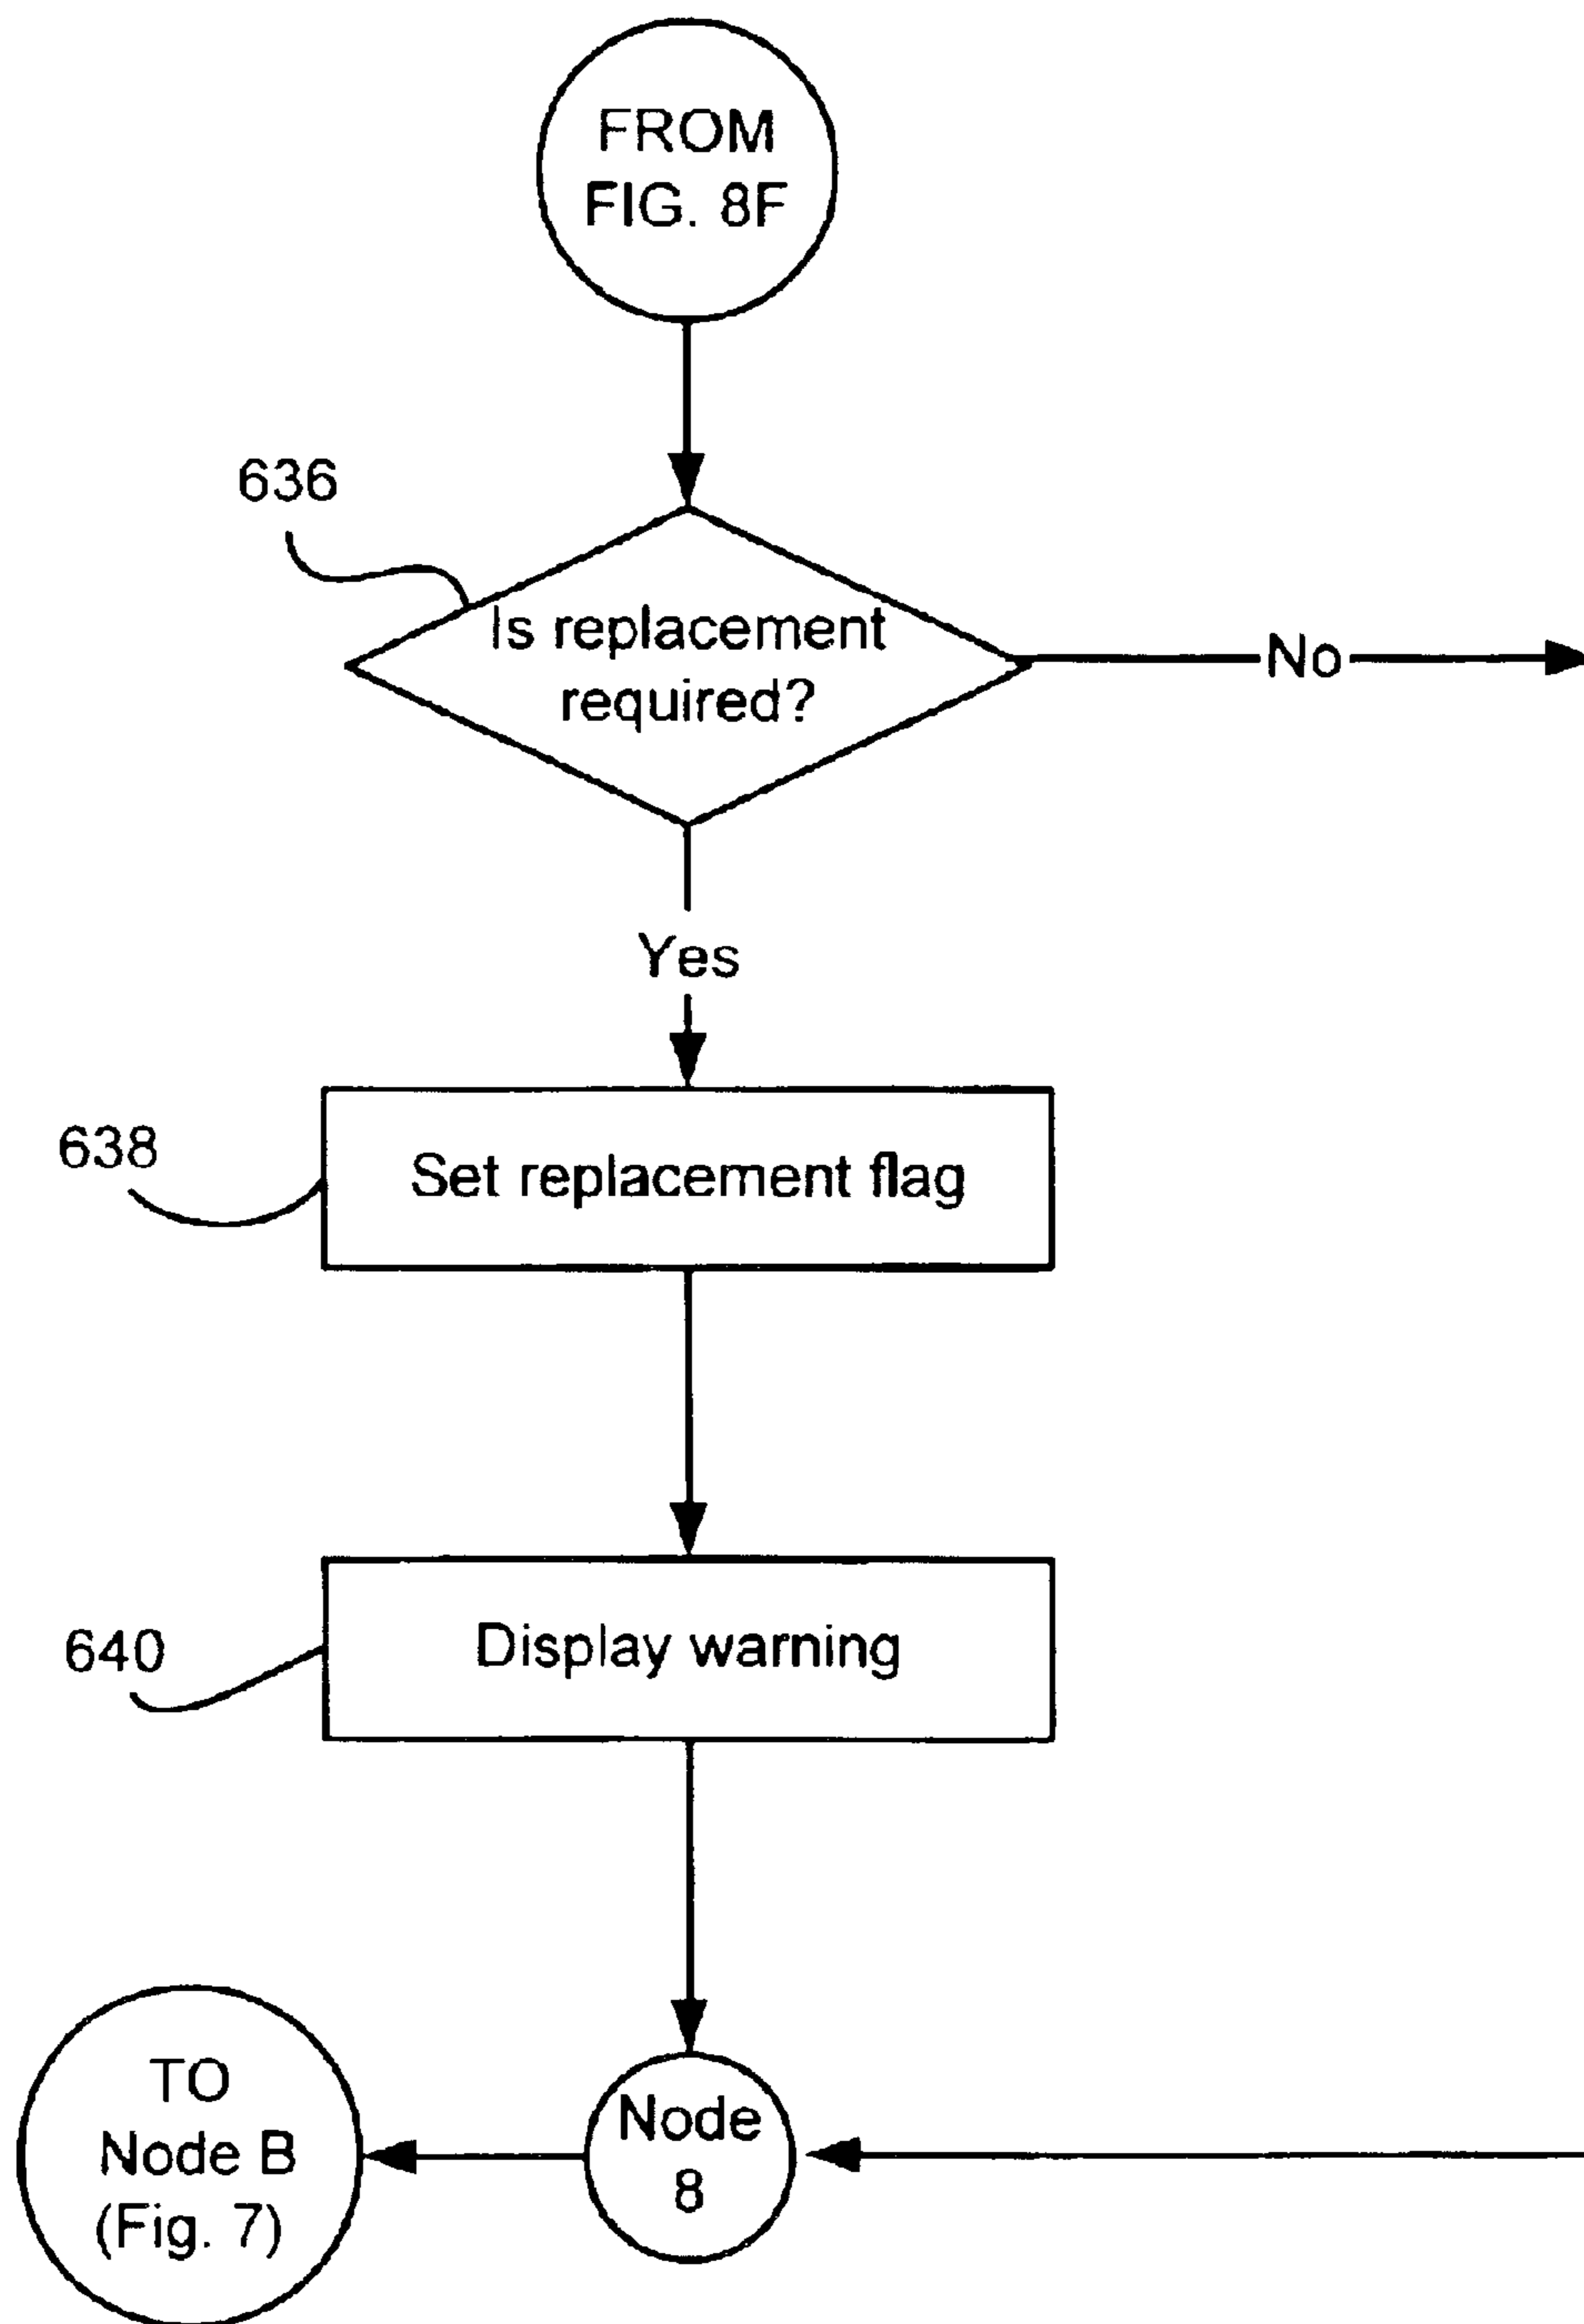 FROM
FIG. 8F
636
Is replacement
required?
No
Yes
638
Set replacement flag
640
Display warning
TO
Node B
(Fig. 7)
Node
8